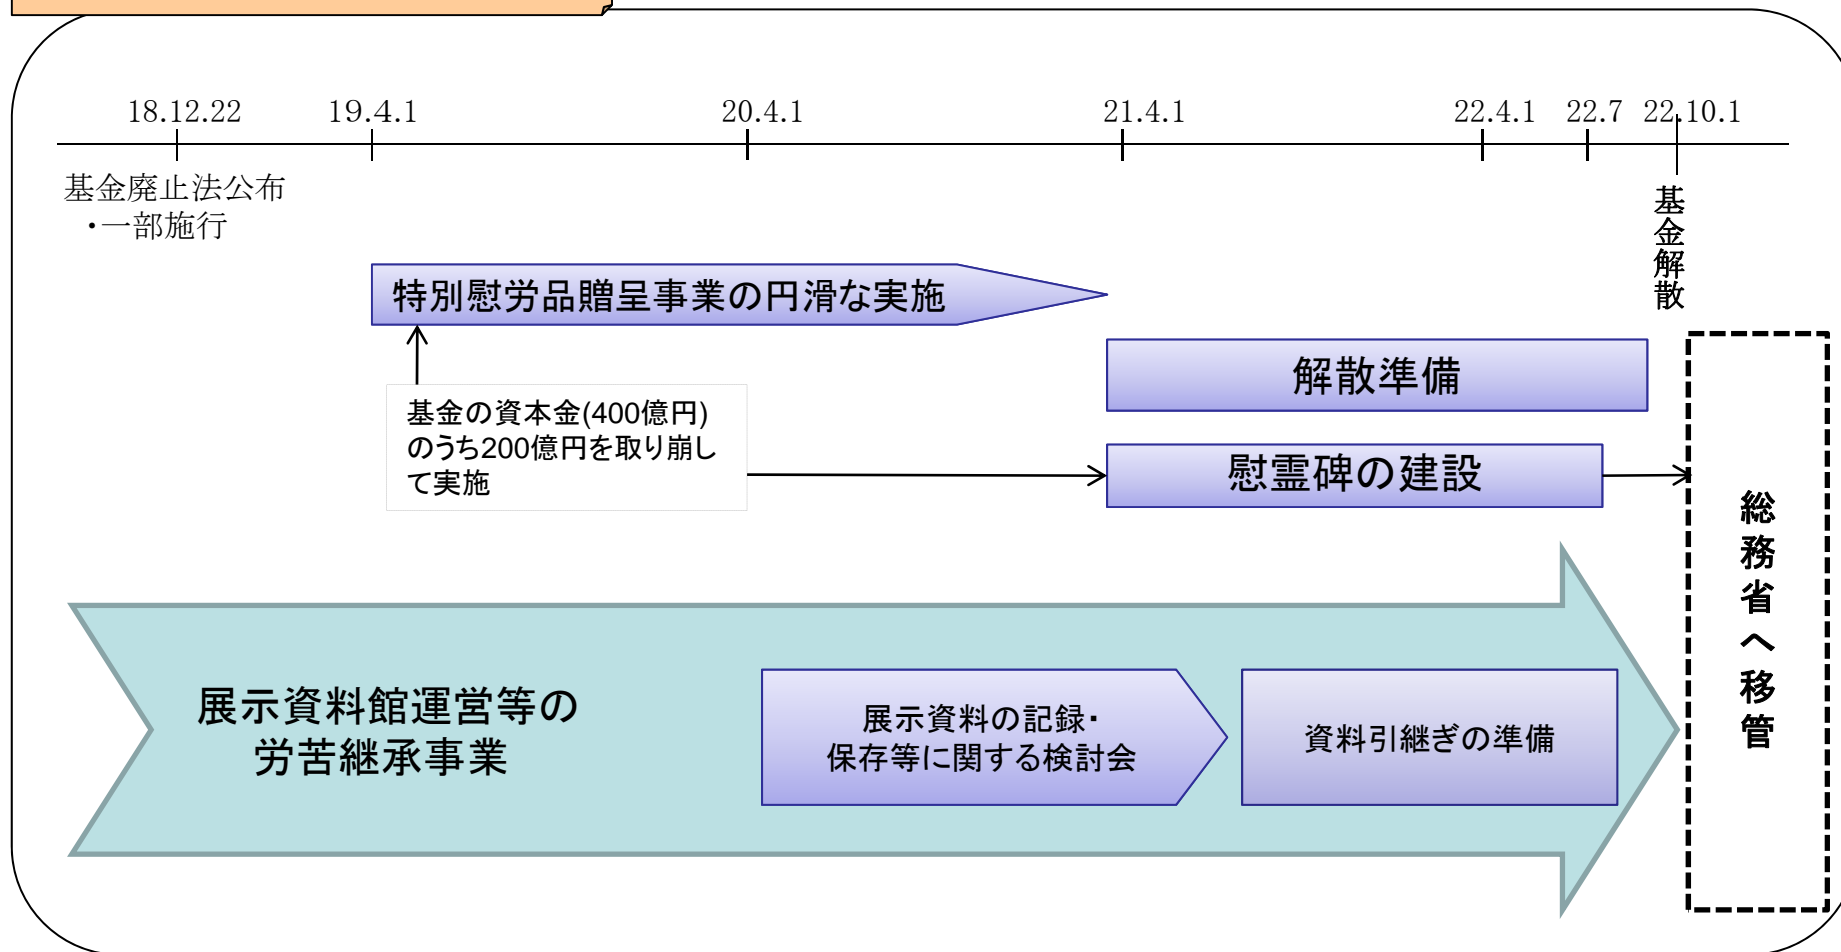 18.12.22 19.4.1 20.4.1 21.4.1 22.4.1 22.7 22.10.1
基金廃止法公布
・一部施行
基金解散
特別慰労品贈呈事業の円滑な実施
解散準備
基金の資本金(400億円)
のうち200億円を取り崩し
て実施
慰霊碑の建設
総務省へ移管
展示資料館運営等の
労苦継承事業
展示資料の記録・
保存等に関する検討会
資料引継ぎの準備